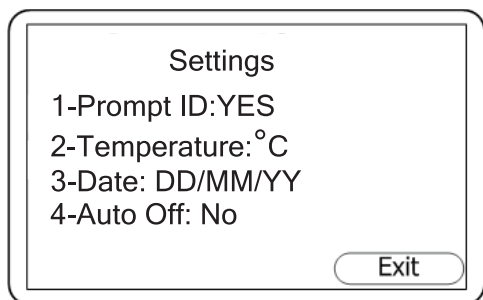 Settings
1-Prompt ID:YES
2-Temperature:°C
3-Date: DD/MM/YY
4-Auto Off: No
Exit